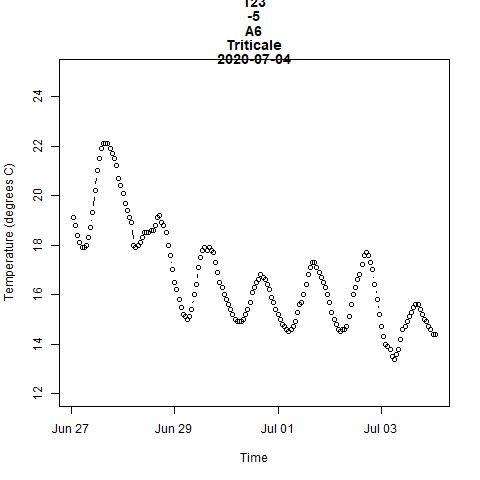 123
-5
A6
Triticale
2020-07-04
Temperature (degrees C)
24
22
20
18
16
14
12
Jun 27
Jun 29
Jul 01
Jul 03
Time